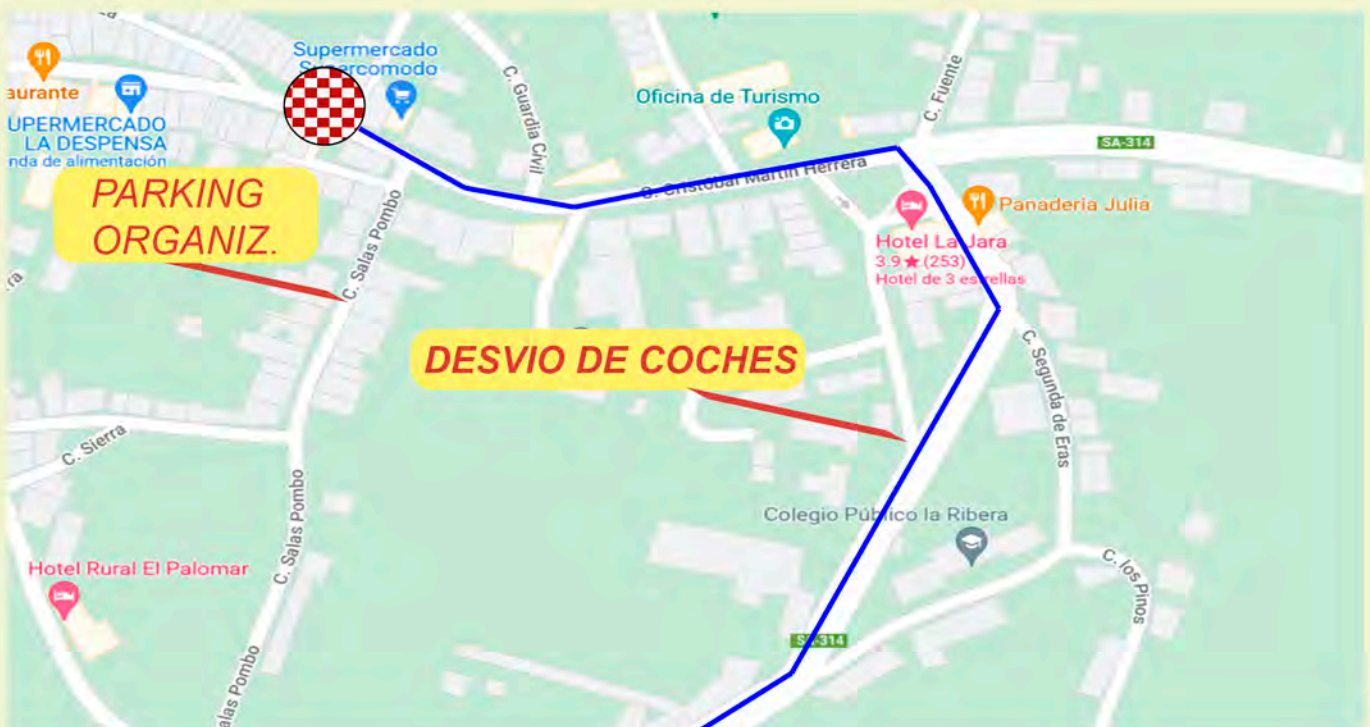 Supermercado
Supercomodo
aurante
UPERMERCADO
LA DESPENSA
nda de alimentación
PARKING
ORGANIZ.
C. Salas Pombo
C. Guardia Civil
Oficina de Turismo
C. Fuente
SA-314
C. Cristóbal Martín Herrera
Panaderia Julia
Hotel La Jara
3.9★(253)
Hotel de 3 estrellas
DESVIO DE COCHES
C. Segunda de Eras
C. Sierra
C. Salas Pombo
Colegio Público la Ribera
C. los Pinos
Hotel Rural El Palomar
SA-314
alas Pombo